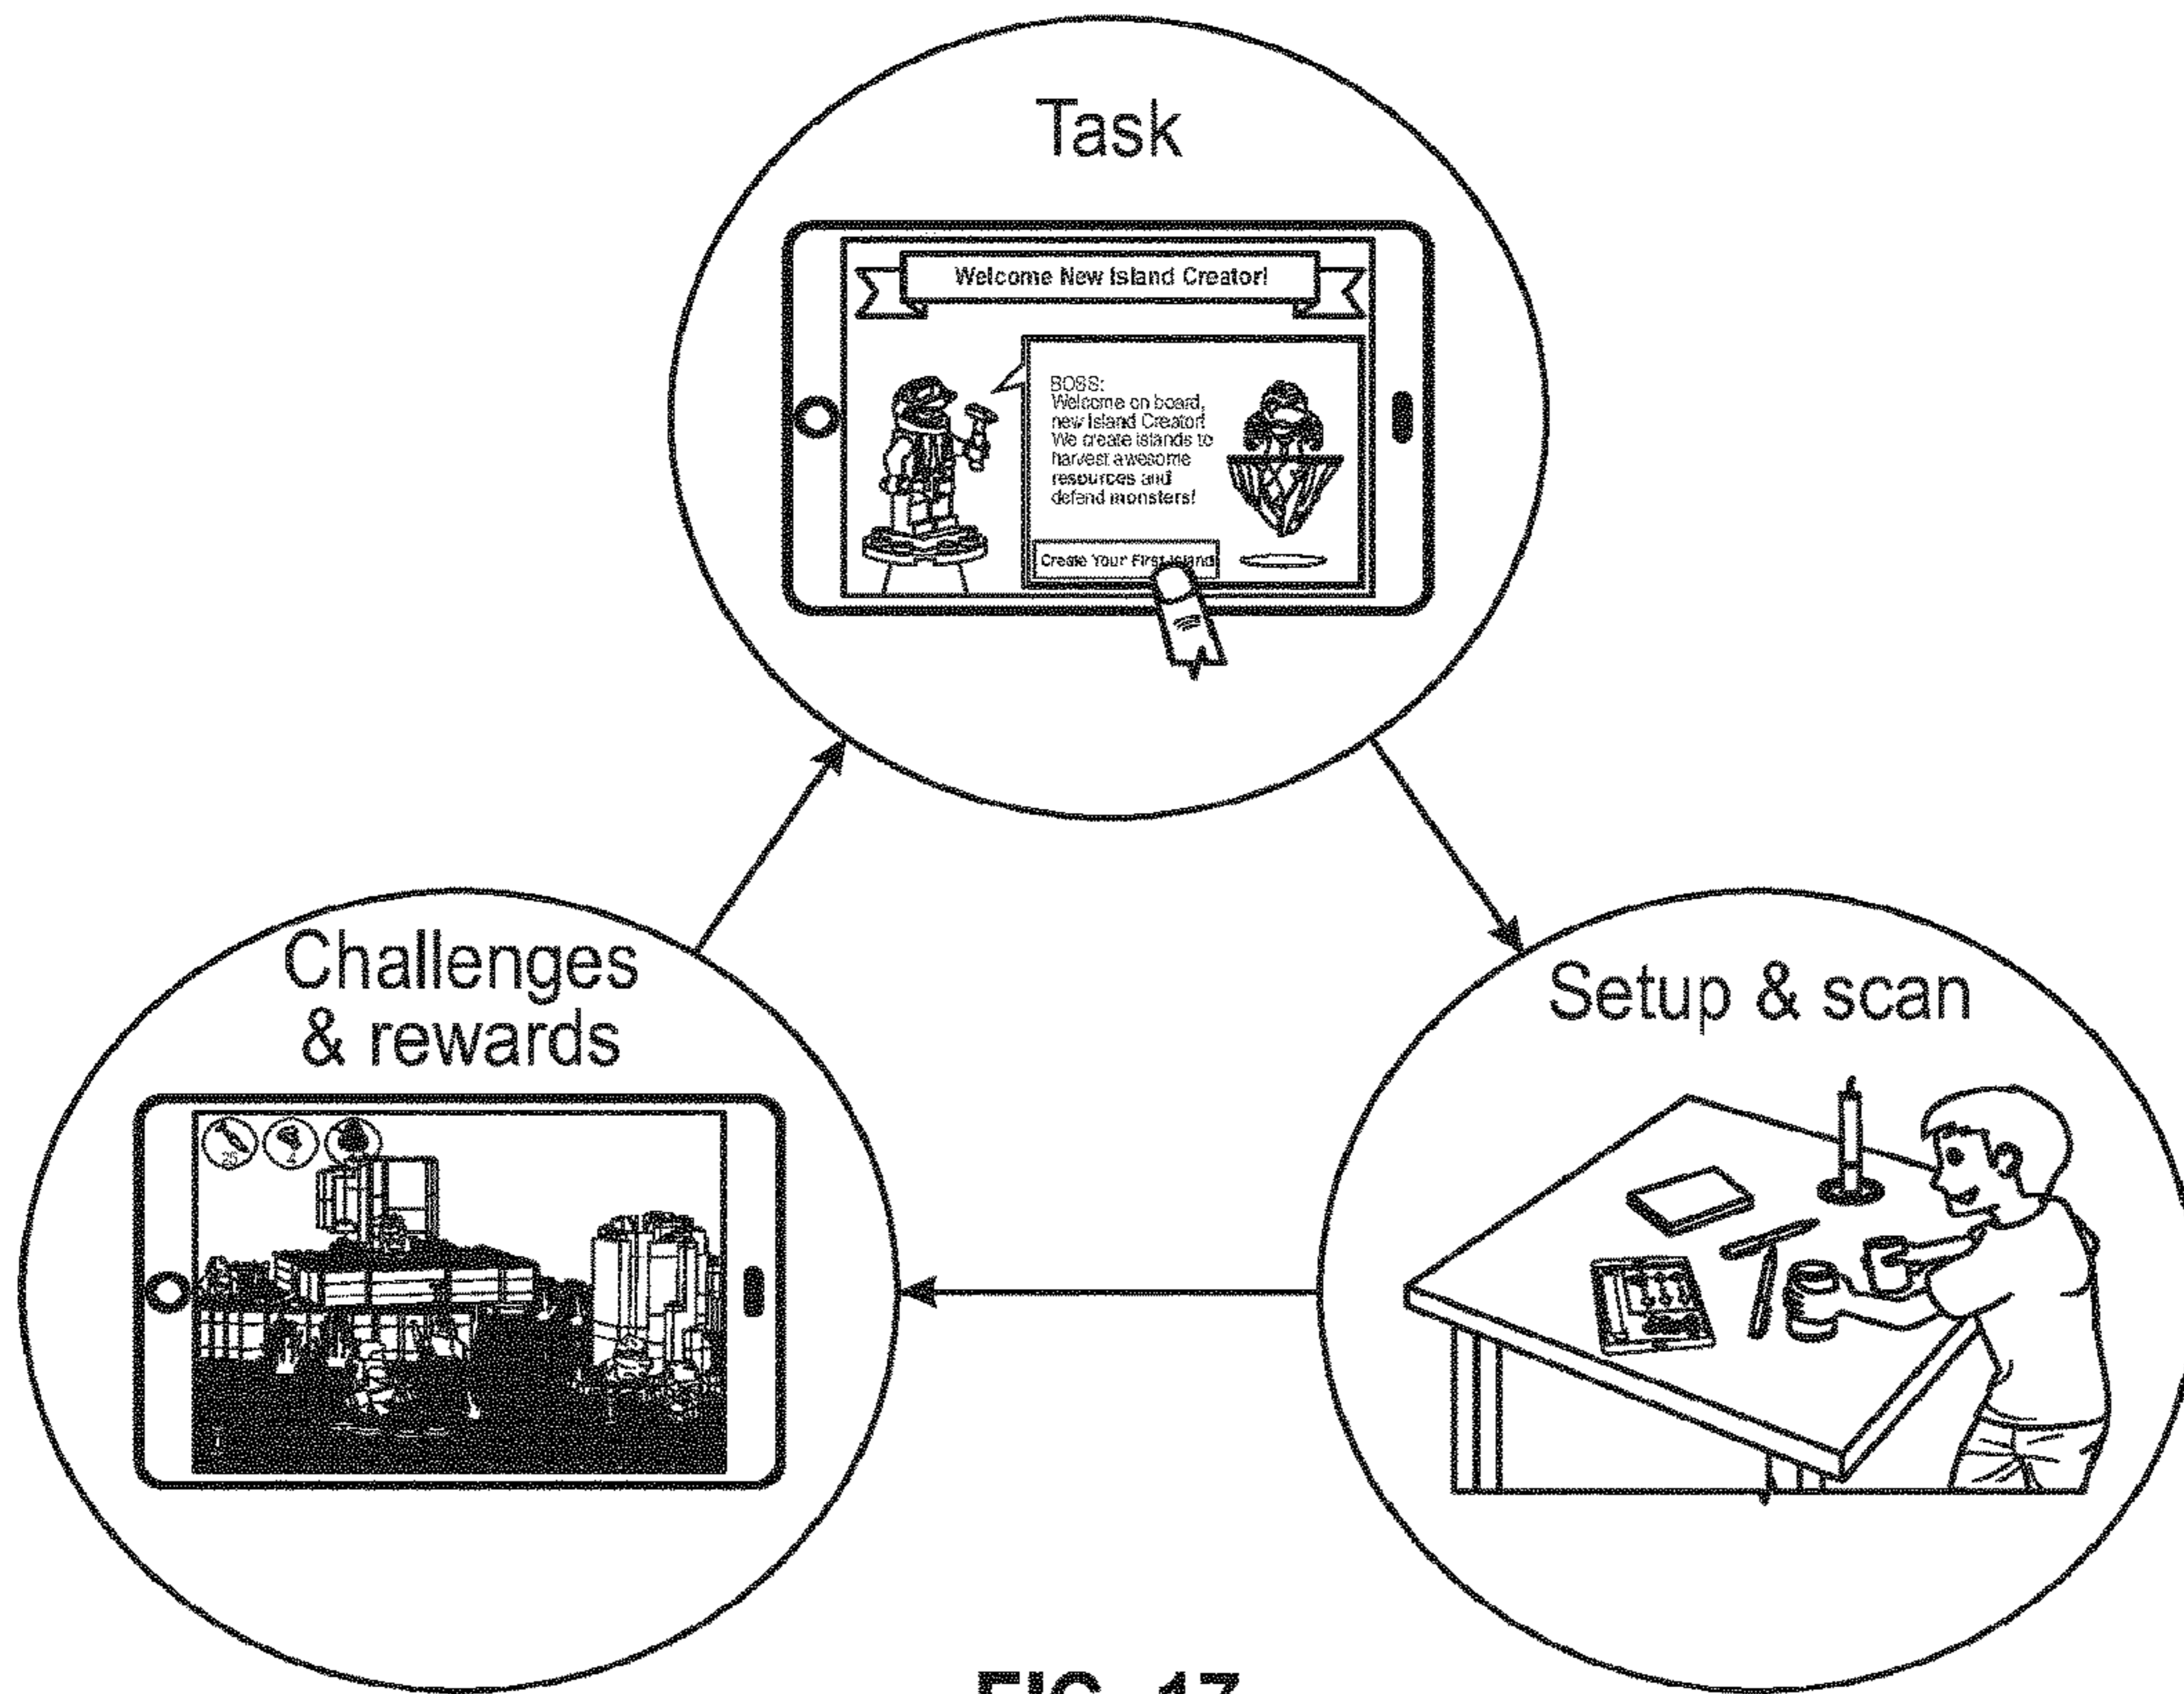 Task
Welcome New Island Creator!
BOSS:
Welcome on board,
new Island Creator!
We create islands to
harvest awesome
resources and
defend monsters!
Create Your First Island
Challenges
& rewards
25
2
Setup & scan
FIG. 17